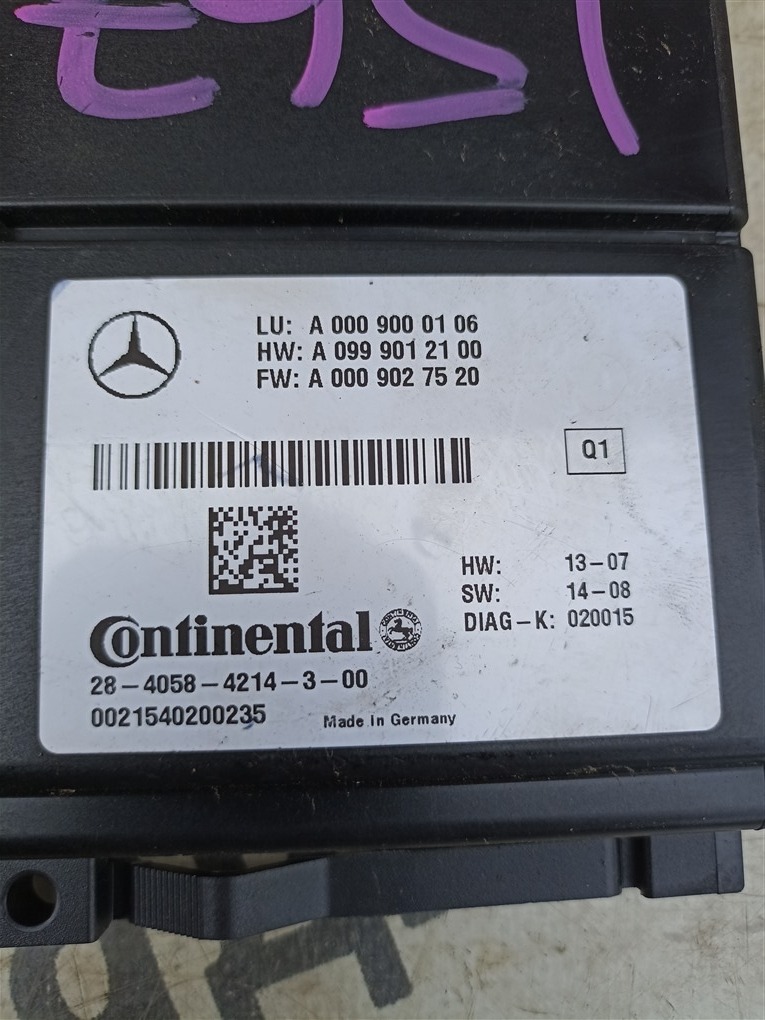 1567
LU: A 000 900 01 06
HW: A 099 901 21 00
FW: A 000 902 75 20
Q1
HW: 13-07
SW: 14-08
DIAG-K: 020015
Continental
28-4058-4214-3-00
0021540200235
Made in Germany